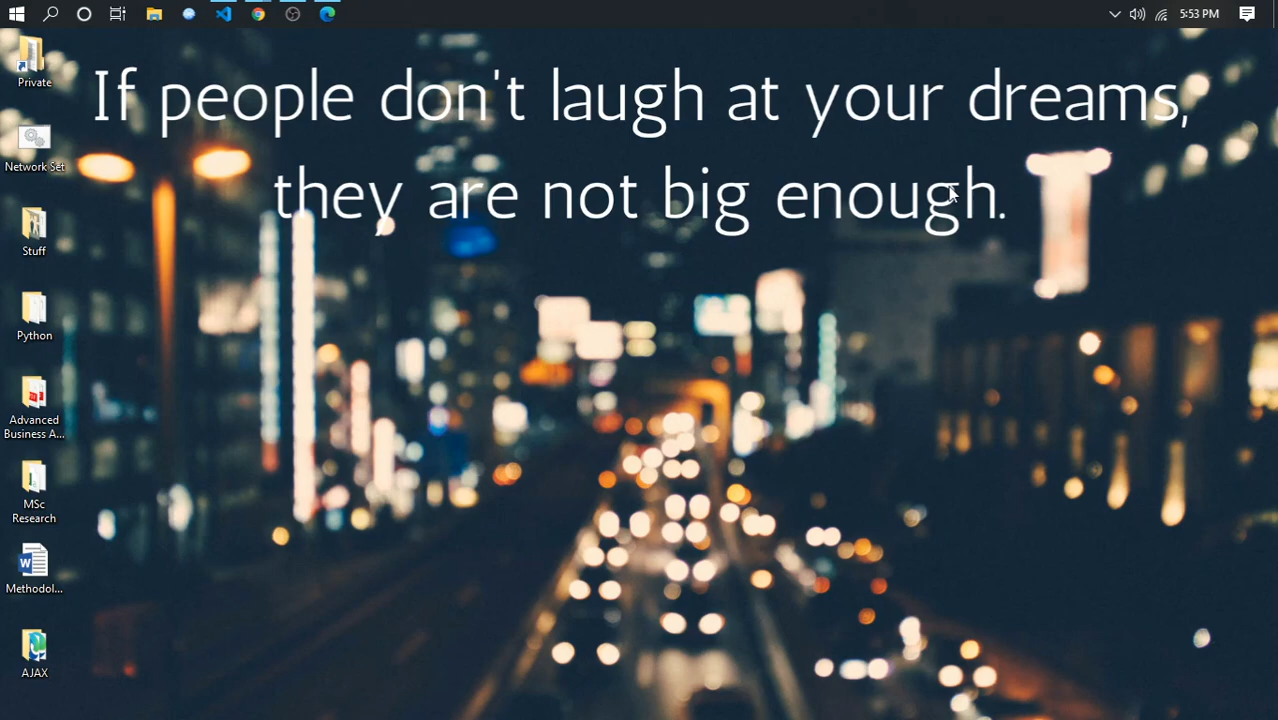 5:53 PM
Private
If people don't laugh at your dreams,
they are not big enough.
Network Set
Stuff
Python
Advanced
Business A...
MSc
Research
Methodol...
AJAX